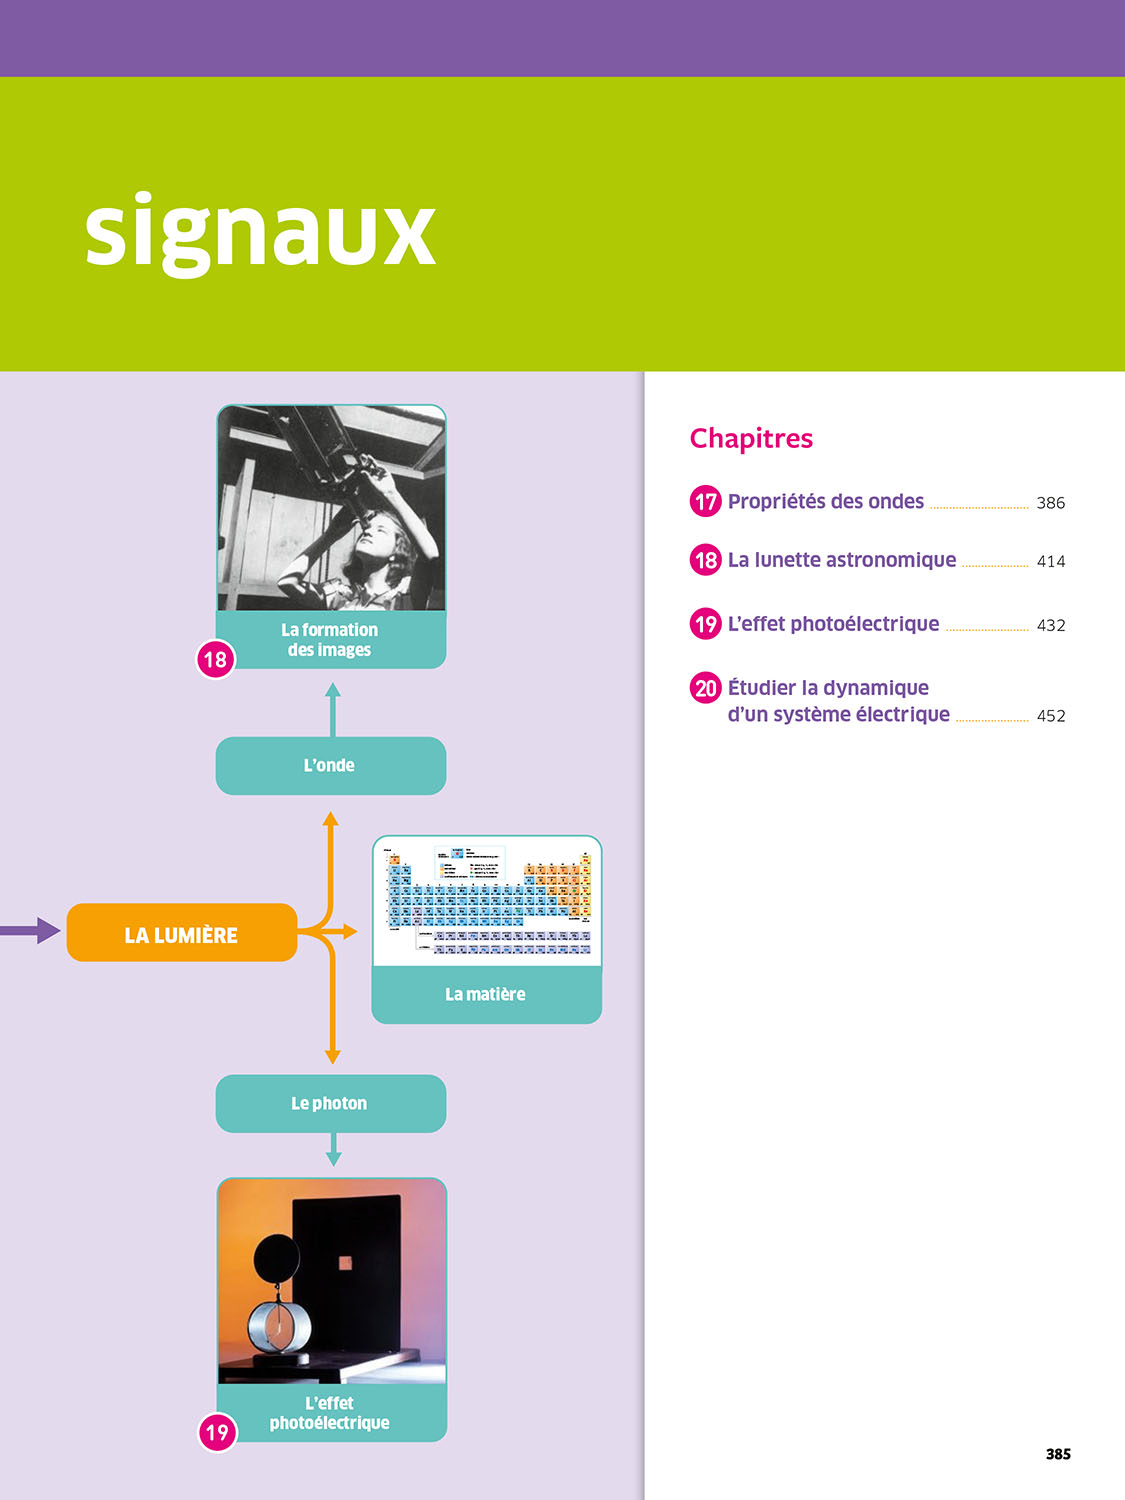 signaux
La formation
des images
18
L'onde
LA LUMIÈRE
La matière
Le photon
L'effet
photoélectrique
19
Chapitres
17 Propriétés des ondes 386
18 La lunette astronomique 414
19 L'effet photoélectrique 432
20 Étudier la dynamique
d'un système électrique 452
385